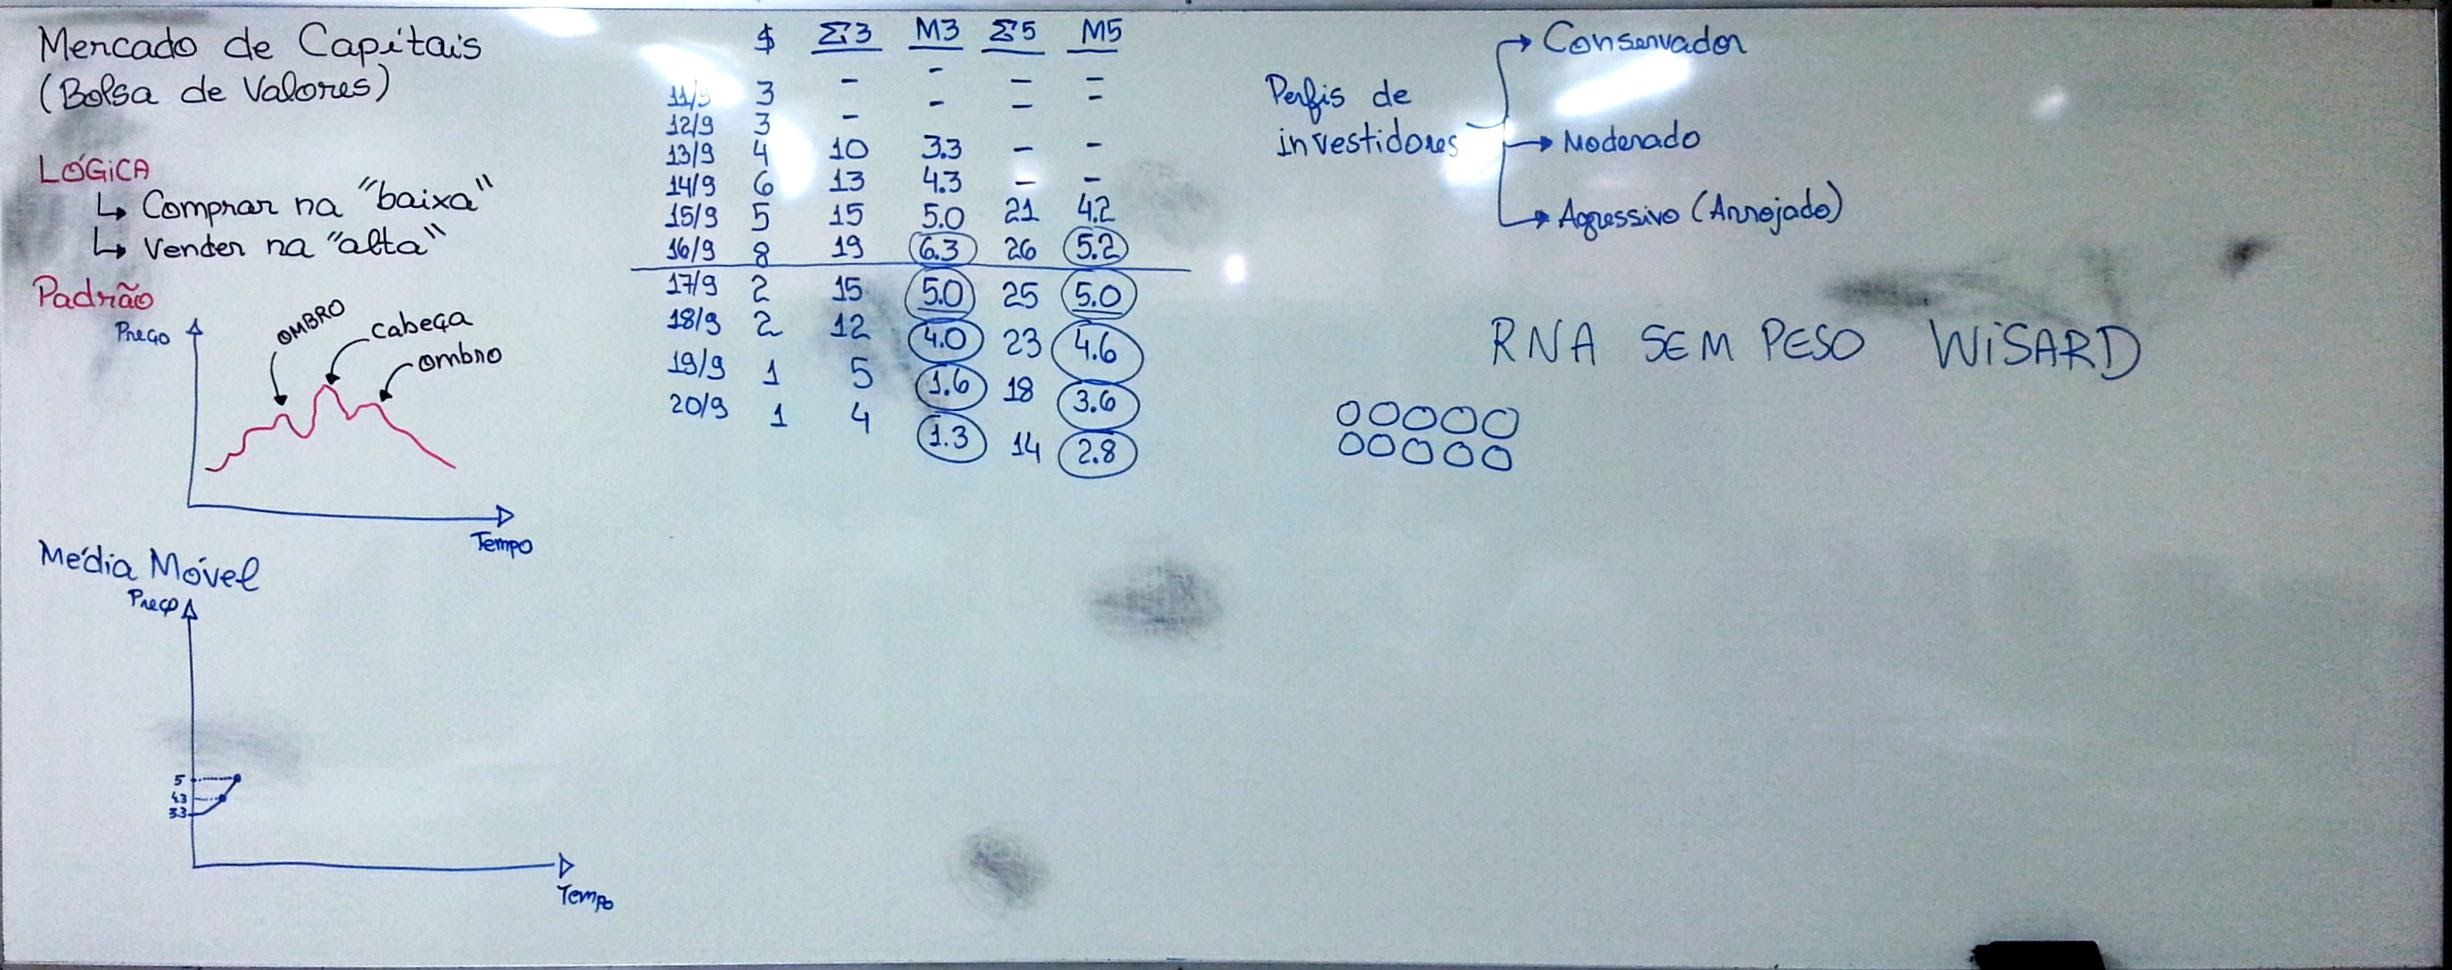 Mercado de Capitais
(Bolsa de Valores)
LÓGICA
↳ Comprar na "baixa"
↳ Vender na "alta"
Padrão
Preço
OMBRO
Cabeça
Ombro
Tempo
Média Móvel
Preço
5
4.3
3.3
Tempo
$ Σ3 M3 Σ5 M5
11/9 3 - - - -
12/9 3 - - - -
13/9 4 10 3.3 - -
14/9 6 13 4.3 - -
15/9 5 15 5.0 21 4.2
16/9 8 19 6.3 26 5.2
17/9 2 15 5.0 25 5.0
18/9 2 12 4.0 23 4.6
19/9 1 5 1.6 18 3.6
20/9 1 4 1.3 14 2.8
Perfis de
investidores
→ Conservador
→ Moderado
→ Agressivo (Arrojado)
RNA SEM PESO WiSARD